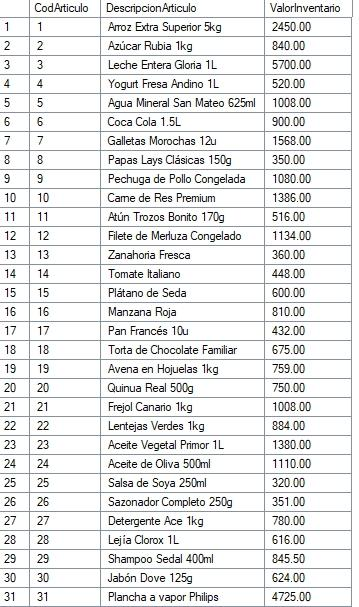 CodArticulo DescripcionArticulo ValorInventario
1 1 Arroz Extra Superior 5kg 2450.00
2 2 Azúcar Rubia 1kg 840.00
3 3 Leche Entera Gloria 1L 5700.00
4 4 Yogurt Fresa Andino 1L 520.00
5 5 Agua Mineral San Mateo 625ml 1008.00
6 6 Coca Cola 1.5L 900.00
7 7 Galletas Morochas 12u 1568.00
8 8 Papas Lays Clásicas 150g 350.00
9 9 Pechuga de Pollo Congelada 1080.00
10 10 Carne de Res Premium 1386.00
11 11 Atún Trozos Bonito 170g 516.00
12 12 Filete de Merluza Congelado 1134.00
13 13 Zanahoria Fresca 360.00
14 14 Tomate Italiano 448.00
15 15 Plátano de Seda 600.00
16 16 Manzana Roja 810.00
17 17 Pan Francés 10u 432.00
18 18 Torta de Chocolate Familiar 675.00
19 19 Avena en Hojuelas 1kg 759.00
20 20 Quinua Real 500g 750.00
21 21 Frejol Canario 1kg 1008.00
22 22 Lentejas Verdes 1kg 884.00
23 23 Aceite Vegetal Primor 1L 1380.00
24 24 Aceite de Oliva 500ml 1110.00
25 25 Salsa de Soya 250ml 320.00
26 26 Sazonador Completo 250g 351.00
27 27 Detergente Ace 1kg 780.00
28 28 Lejía Clorox 1L 616.00
29 29 Shampoo Sedal 400ml 845.50
30 30 Jabón Dove 125g 624.00
31 31 Plancha a vapor Philips 4725.00